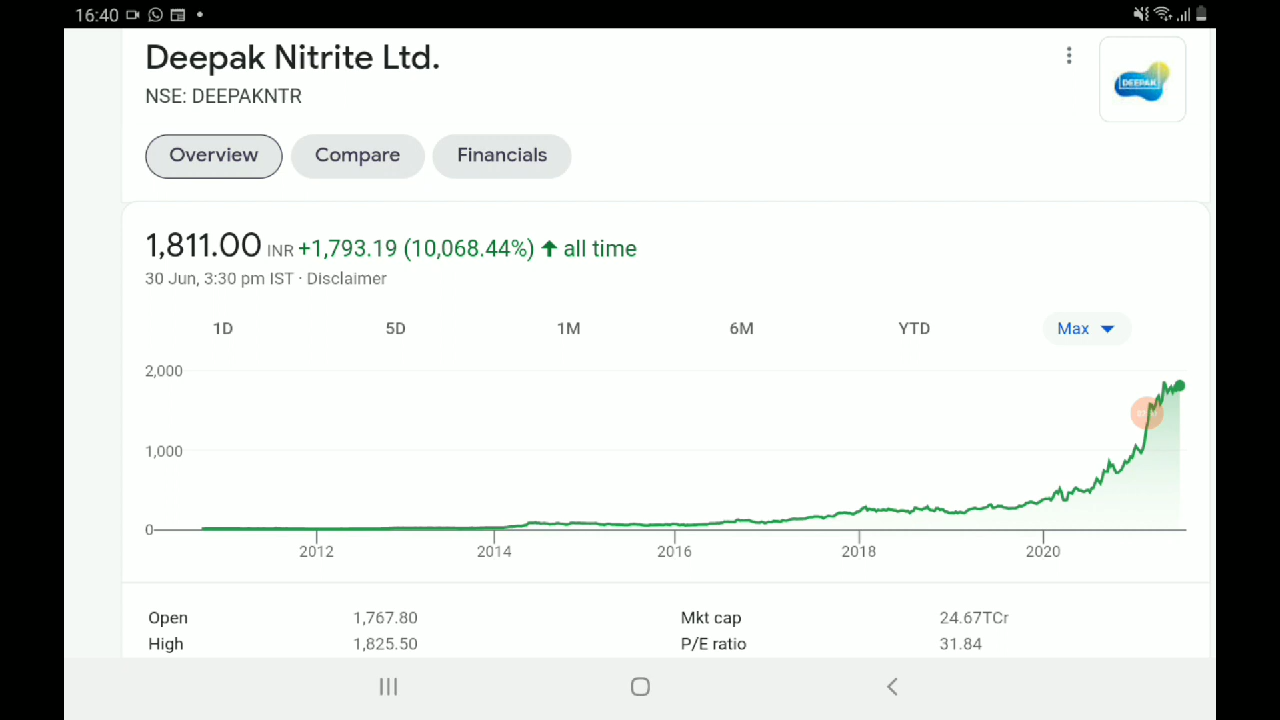 16:40
Deepak Nitrite Ltd.
NSE: DEEPAKNTR
DEEPAK
Overview Compare Financials
1,811.00 INR +1,793.19 (10,068.44%) ↑ all time
30 Jun, 3:30 pm IST · Disclaimer
1D 5D 1M 6M YTD Max
2,000
1,000
0
2012 2014 2016 2018 2020
Open 1,767.80 Mkt cap 24.67TCr
High 1,825.50 P/E ratio 31.84